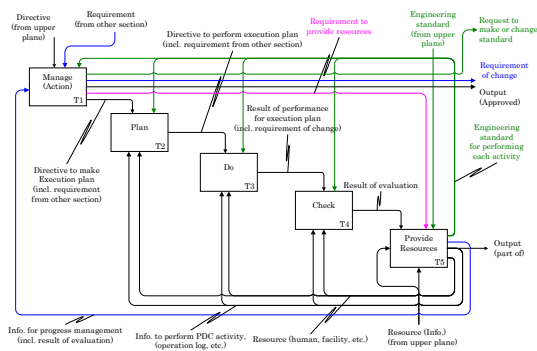 Directive
(from upper
plane)
Requirement
(from other section)
Directive to perform execution plan
(incl. requirement from other section)
Requirement to
provide resources
Engineering
standard
(from upper
plane)
Request to
make or change
standard
Requirement
of change
Output
(Approved)
Manage
(Action)
T1
Plan
T2
Result of performance
for execution plan
(incl. requirement of change)
Engineering
standard
for performing
each activity
Do
T3
Directive to make
Execution plan
(incl. requirement
from other section)
Result of evaluation
Check
T4
Provide
Resources
T5
Output
(part of)
Info. for progress management
(incl. result of evaluation)
Info. to perform PDC activity,
operation log, etc.)
Resource (human, facility, etc.)
Resource (Info.)
(from upper plane)